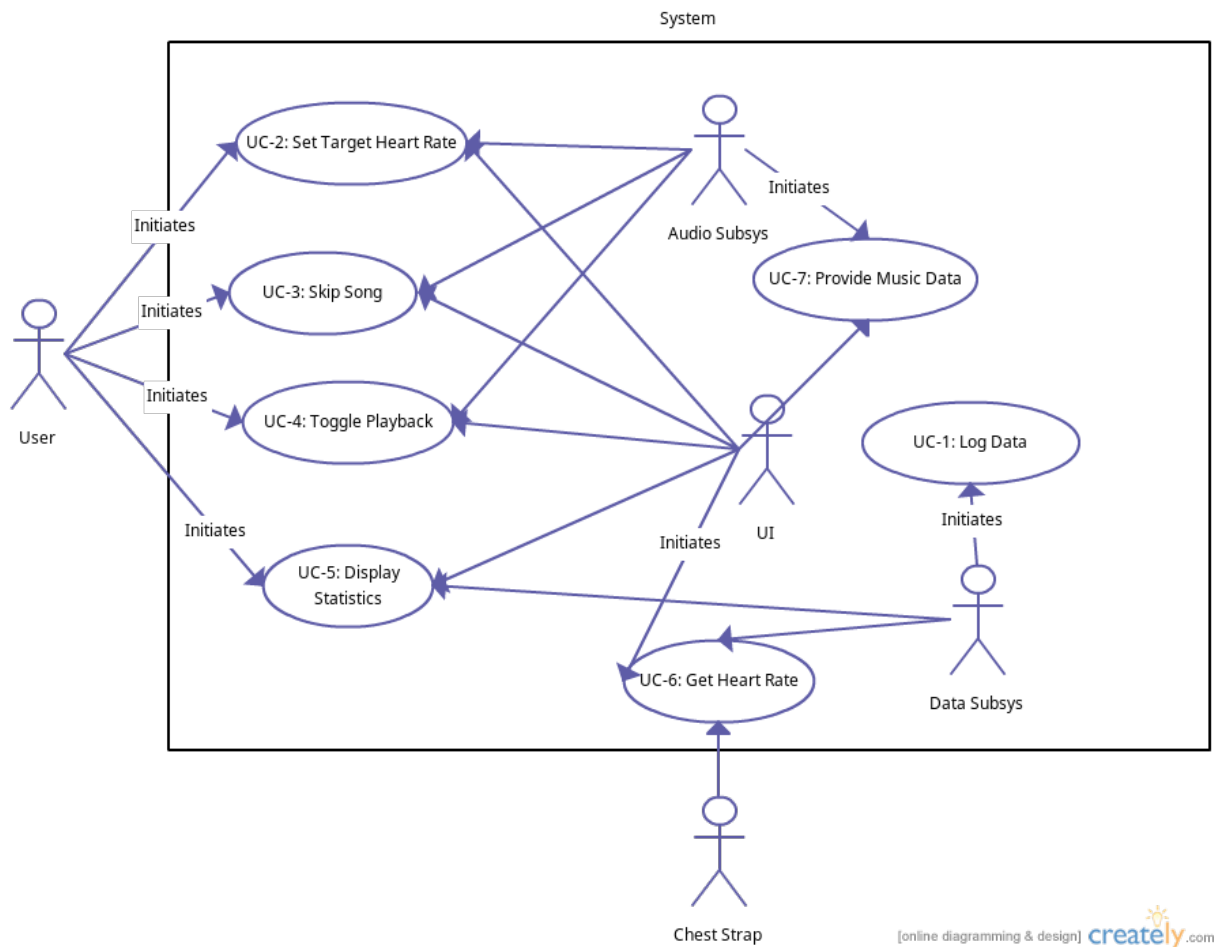 System
UC-2: Set Target Heart Rate
Initiates
Audio Subsys
Initiates
UC-7: Provide Music Data
UC-3: Skip Song
Initiates
User
Initiates
UC-4: Toggle Playback
UC-1: Log Data
Initiates
UI
Initiates
Initiates
UC-5: Display
Statistics
UC-6: Get Heart Rate
Data Subsys
Chest Strap
[online diagramming & design] creately.com